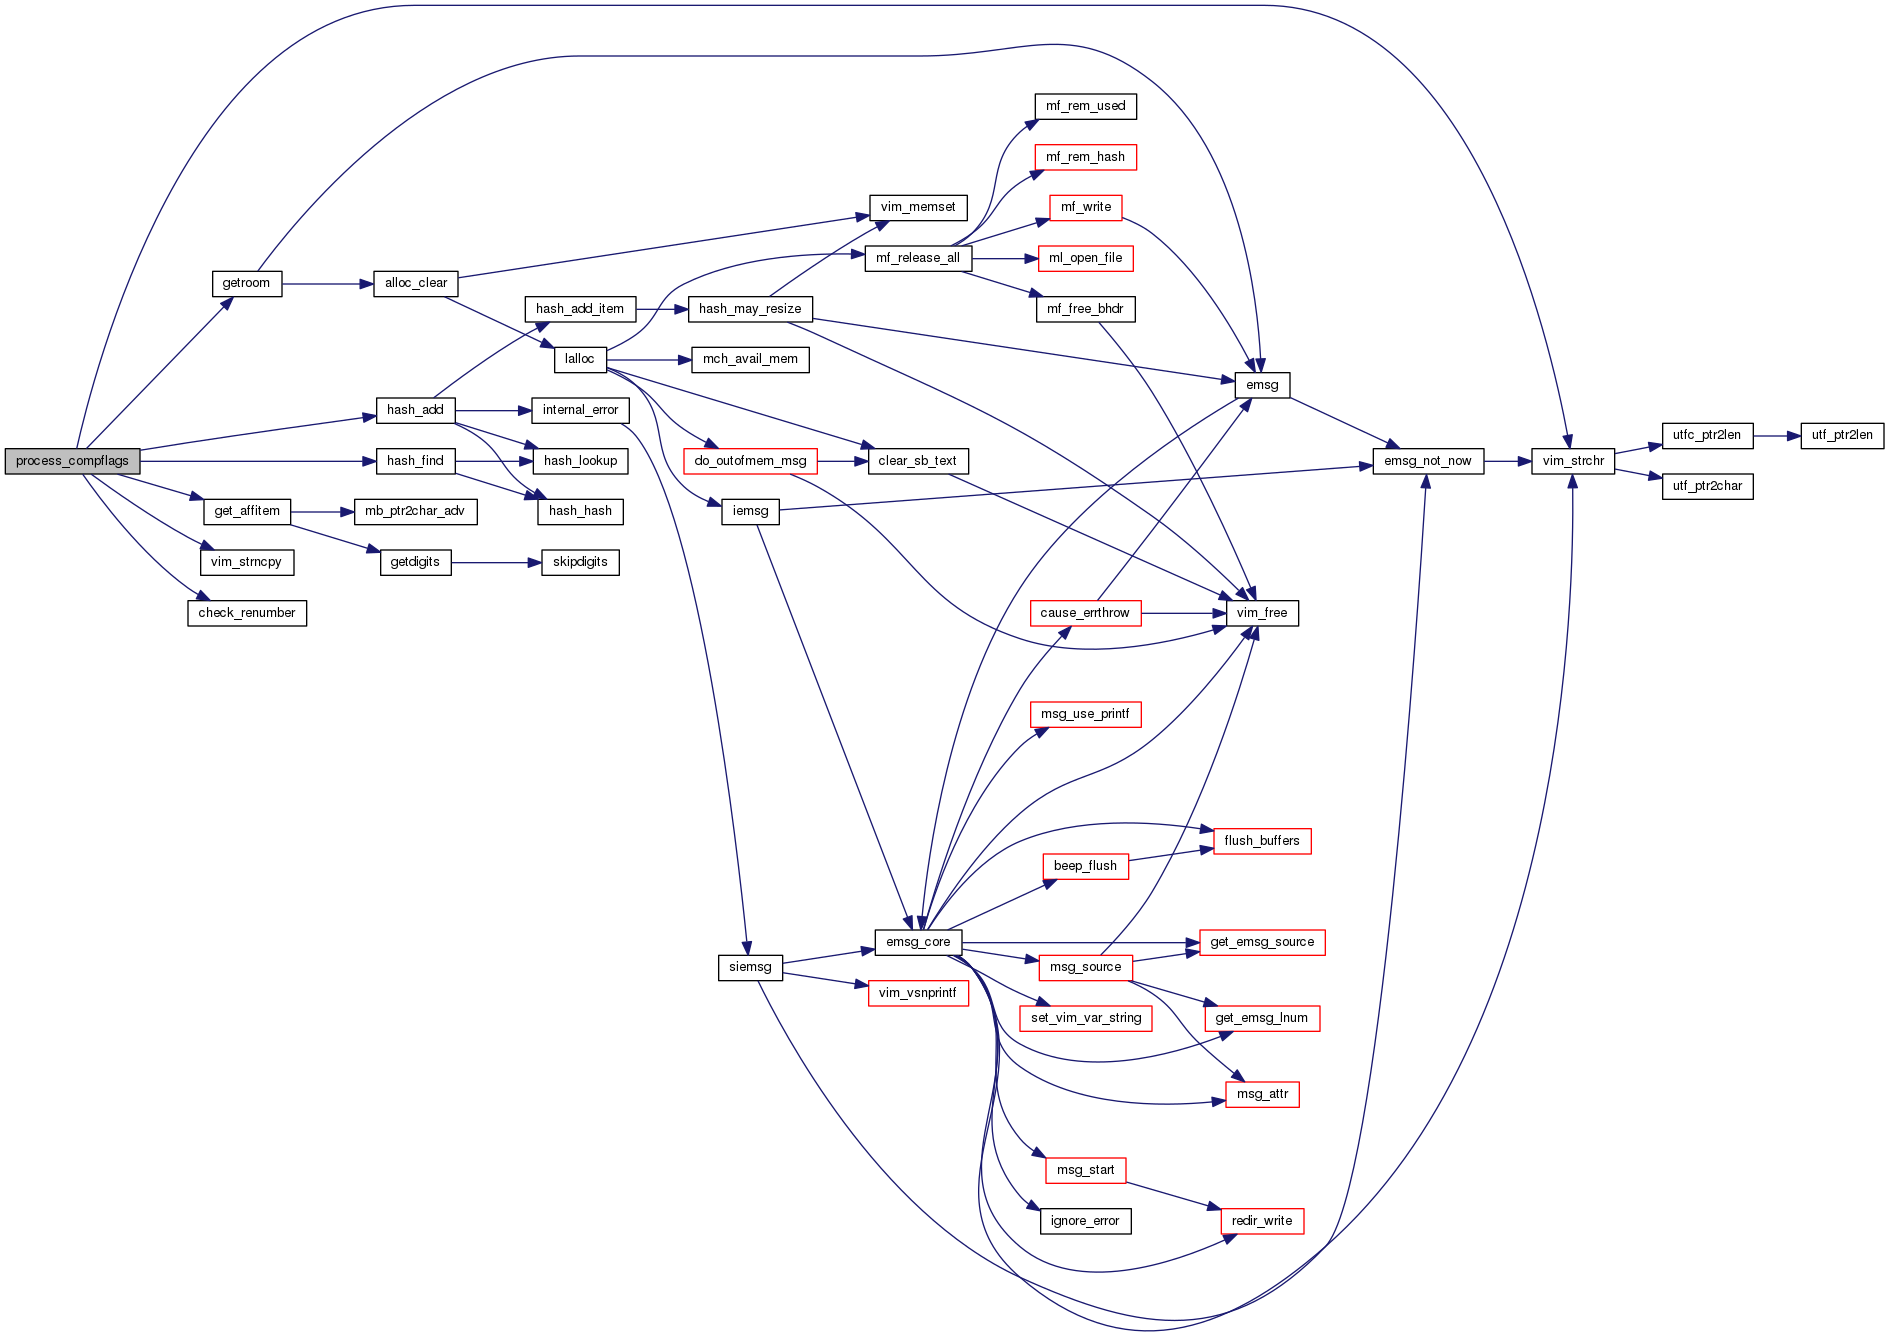 process_compflags
getroom
alloc_clear
hash_add
hash_find
get_affitem
vim_strncpy
check_renumber
mb_ptr2char_adv
getdigits
hash_add_item
lalloc
internal_error
hash_lookup
hash_hash
skipdigits
hash_may_resize
mch_avail_mem
do_outofmem_msg
iemsg
siemsg
vim_memset
mf_release_all
clear_sb_text
emsg_core
vim_vsnprintf
mf_rem_used
mf_rem_hash
mf_write
ml_open_file
mf_free_bhdr
cause_errthrow
msg_use_printf
beep_flush
msg_source
set_vim_var_string
msg_start
ignore_error
emsg
vim_free
flush_buffers
get_emsg_source
get_emsg_lnum
msg_attr
redir_write
emsg_not_now
vim_strchr
utfc_ptr2len
utf_ptr2char
utf_ptr2len